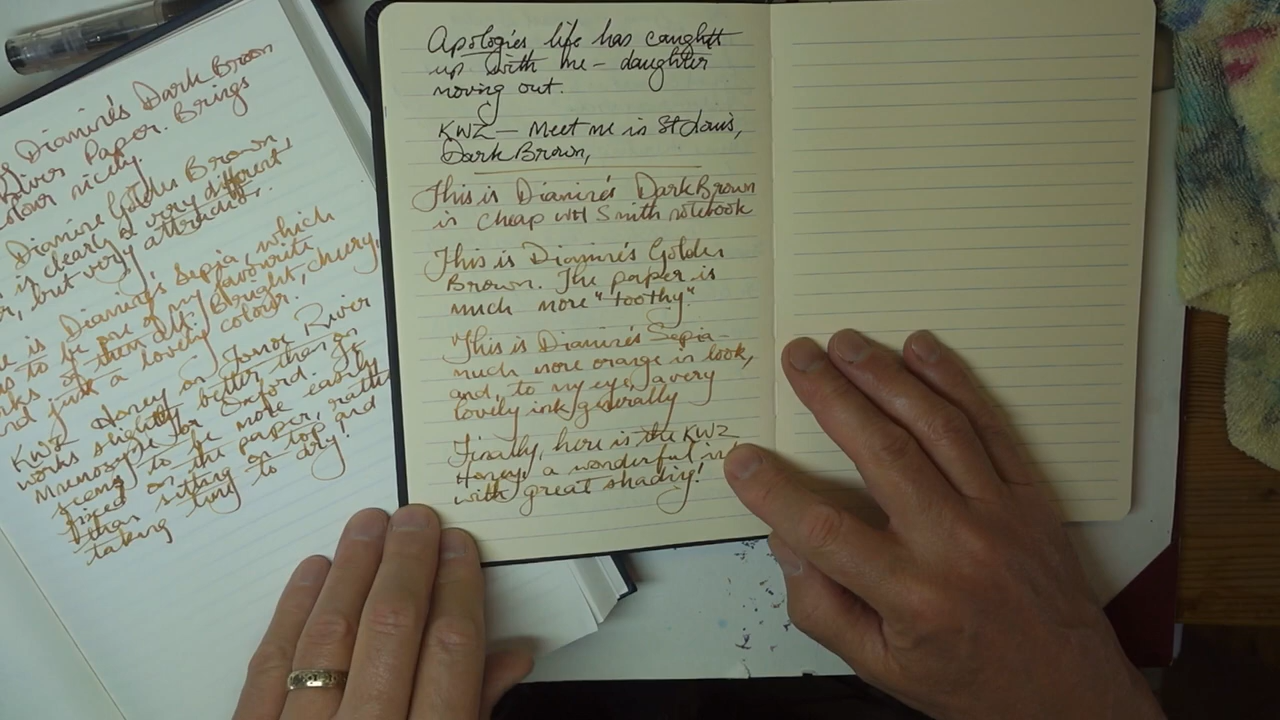 Diamine's Dark Brown
River Paper. Brings
colour nicely.
Diamine Golden Brown,
is clearly a very different
, but very attractive.
is Diamine's Sepia, which
to be one of my favourite
of them all. Bright, cheery,
and just a lovely colour.
KWZ Honey on Tomoe River
works slightly better than on
Mnemosyne or Oxford. It
seems to be more easily
fixed on the paper, rather
than sitting on top and
taking time to dry!
Apologies, life has caught
up with me – daughter
moving out.
KWZ – Meet me in St Louis,
Dark Brown,
This is Diamine's Dark Brown
in cheap WH Smith notebook
This is Diamine's Golden
Brown. The paper is
much more "toothy".
This is Diamine's Sepia –
much more orange in look,
and, to my eye, a very
lovely ink generally
Finally, here is the KWZ
Honey, a wonderful
with great shading!